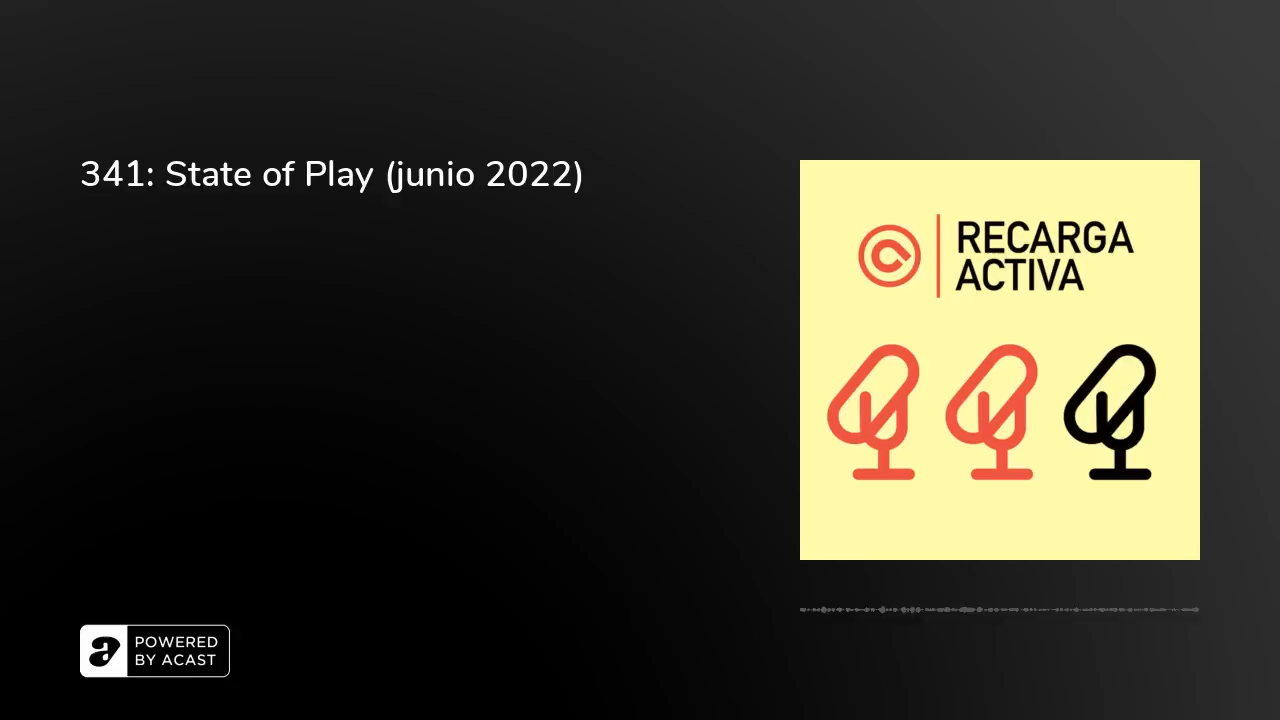 341: State of Play (junio 2022)
RECARGA
ACTIVA
POWERED
BY ACAST